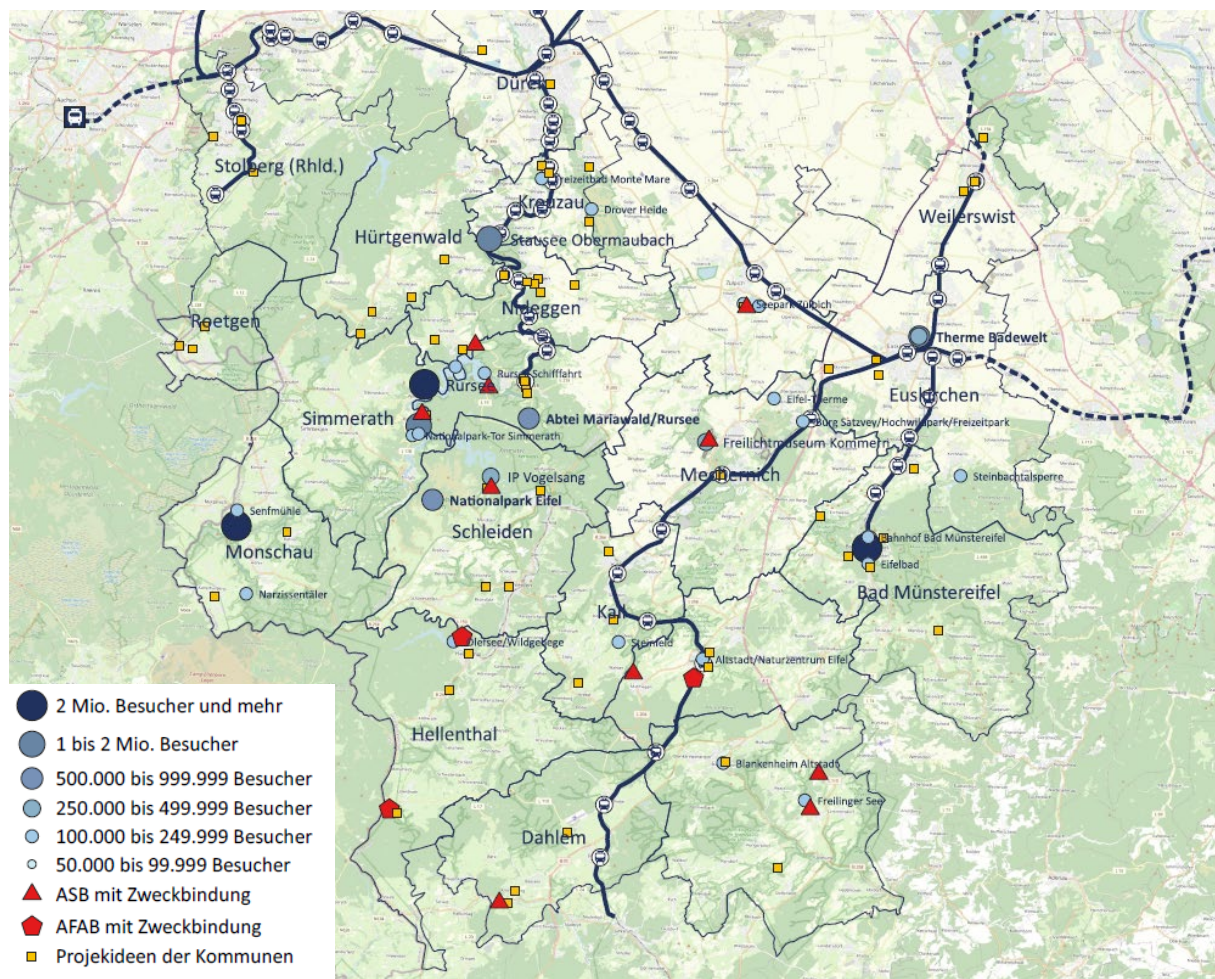 Düren
Stolberg (Rhld.)
Freizeitbad Monte Mare
Kreuzau
Drover Heide
Weilerswist
Hürtgenwald
Stausee Obermaubach
Nideggen
Seepark Zülpich
Roetgen
Therme Badewelt
Rursee
Rursee-Schifffahrt
Eifel-Therme
Euskirchen
Simmerath
Abtei Mariawald/Rursee
Burg Satzvey/Hochwildpark/Freizeitpark
Nationalpark-Tor Simmerath
Freilichtmuseum Kommern
Mechernich
IP Vogelsang
Steinbachtalsperre
Nationalpark Eifel
Senfmühle
Schleiden
Monschau
Bahnhof Bad Münstereifel
Eifelbad
Narzissentäler
Bad Münstereifel
Kall
Olefsee/Wildgehege
Steinfeld
Altstadt/Naturzentrum Eifel
Hellenthal
Blankenheim Altstadt
Freilinger See
Dahlem
2 Mio. Besucher und mehr
1 bis 2 Mio. Besucher
500.000 bis 999.999 Besucher
250.000 bis 499.999 Besucher
100.000 bis 249.999 Besucher
50.000 bis 99.999 Besucher
ASB mit Zweckbindung
AFAB mit Zweckbindung
Projekideen der Kommunen